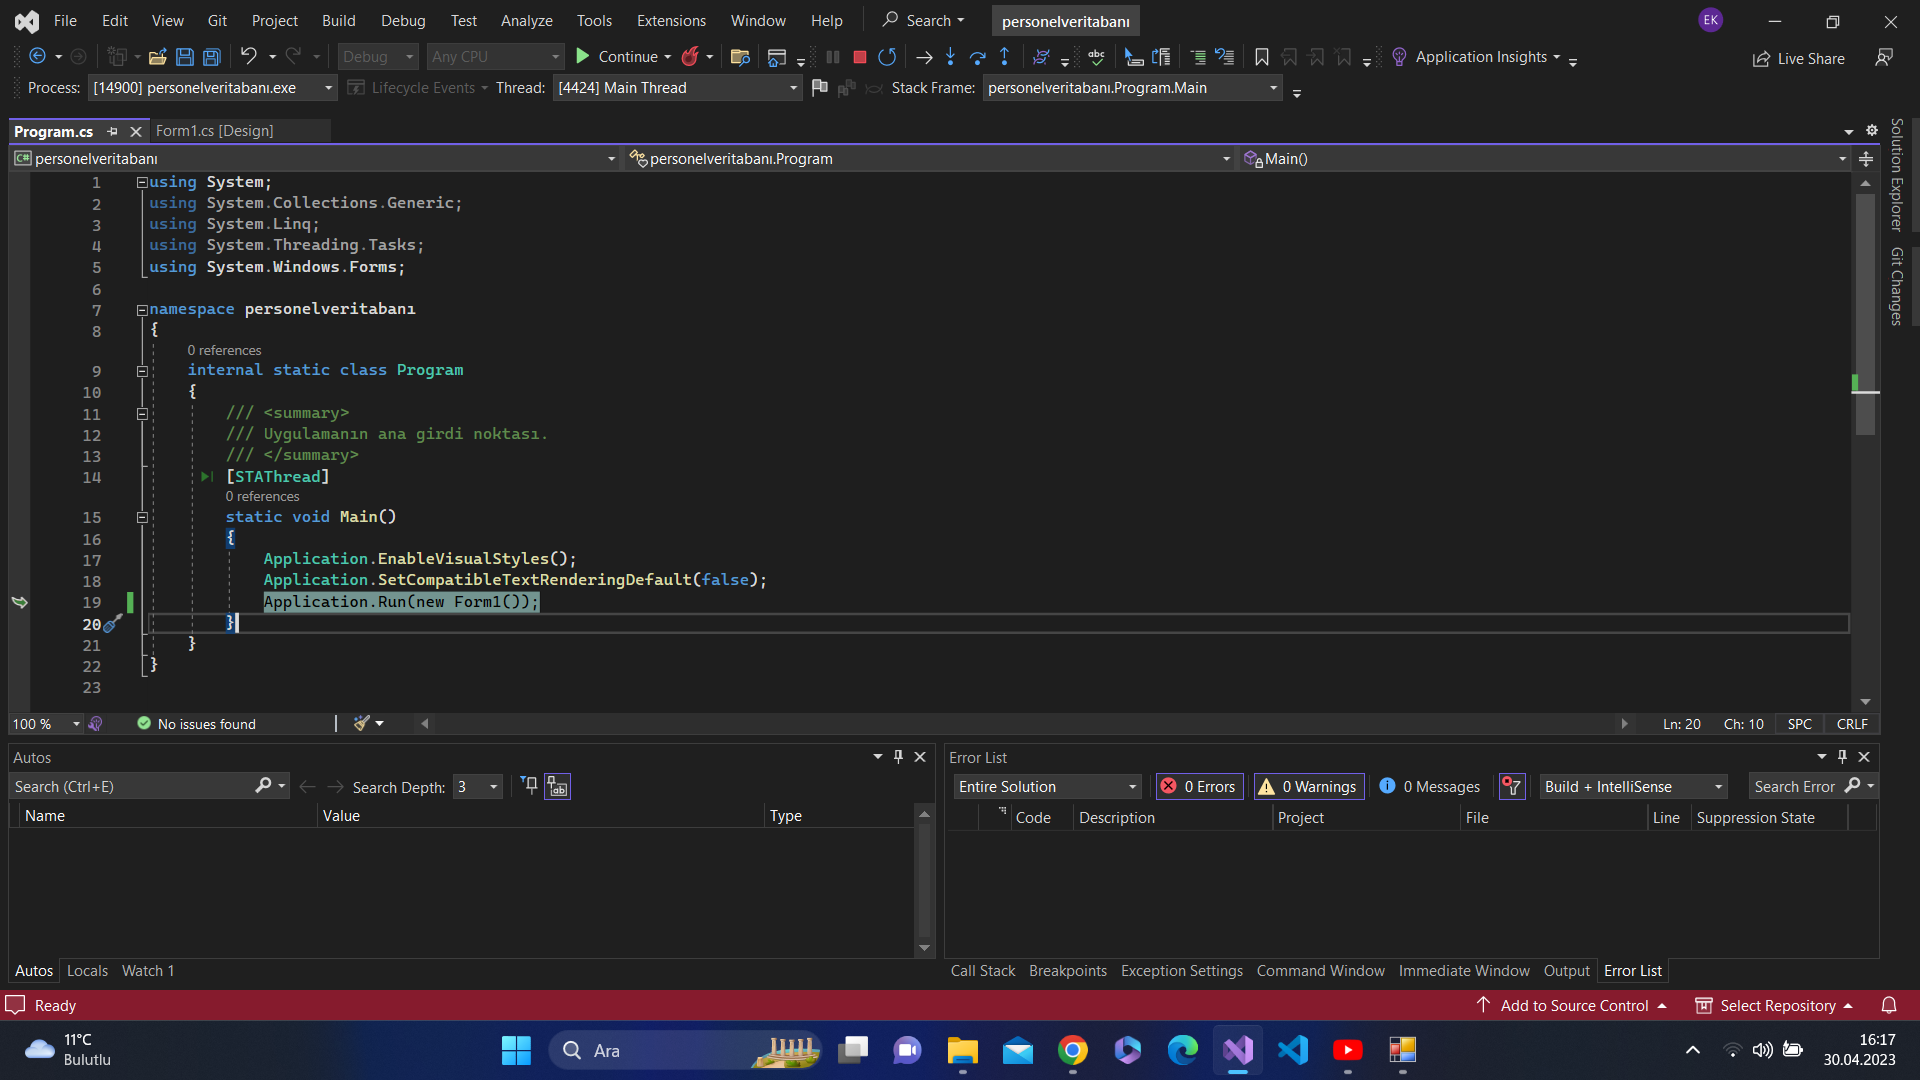 File Edit View Git Project Build Debug Test Analyze Tools Extensions Window Help Search personelveritabanı EK
Debug Any CPU Continue abc Application Insights Live Share
Process: [14900] personelveritabanı.exe Lifecycle Events Thread: [4424] Main Thread Stack Frame: personelveritabanı.Program.Main
Program.cs Form1.cs [Design]
C# personelveritabanı personelveritabanı.Program Main()
1 using System;
2 using System.Collections.Generic;
3 using System.Linq;
4 using System.Threading.Tasks;
5 using System.Windows.Forms;
6
7 namespace personelveritabanı
8 {
0 references
9 internal static class Program
10 {
11 /// <summary>
12 /// Uygulamanın ana girdi noktası.
13 /// </summary>
14 [STAThread]
0 references
15 static void Main()
16 {
17 Application.EnableVisualStyles();
18 Application.SetCompatibleTextRenderingDefault(false);
19 Application.Run(new Form1());
20 }
21 }
22 }
23
Solution Explorer
Git Changes
100 % No issues found Ln: 20 Ch: 10 SPC CRLF
Autos
Search (Ctrl+E) Search Depth: 3
Name Value Type
Autos Locals Watch 1
Error List
Entire Solution 0 Errors 0 Warnings 0 Messages Build + IntelliSense Search Error
Code Description Project File Line Suppression State
Call Stack Breakpoints Exception Settings Command Window Immediate Window Output Error List
Ready Add to Source Control Select Repository
11°C
Bulutlu
Ara
16:17
30.04.2023